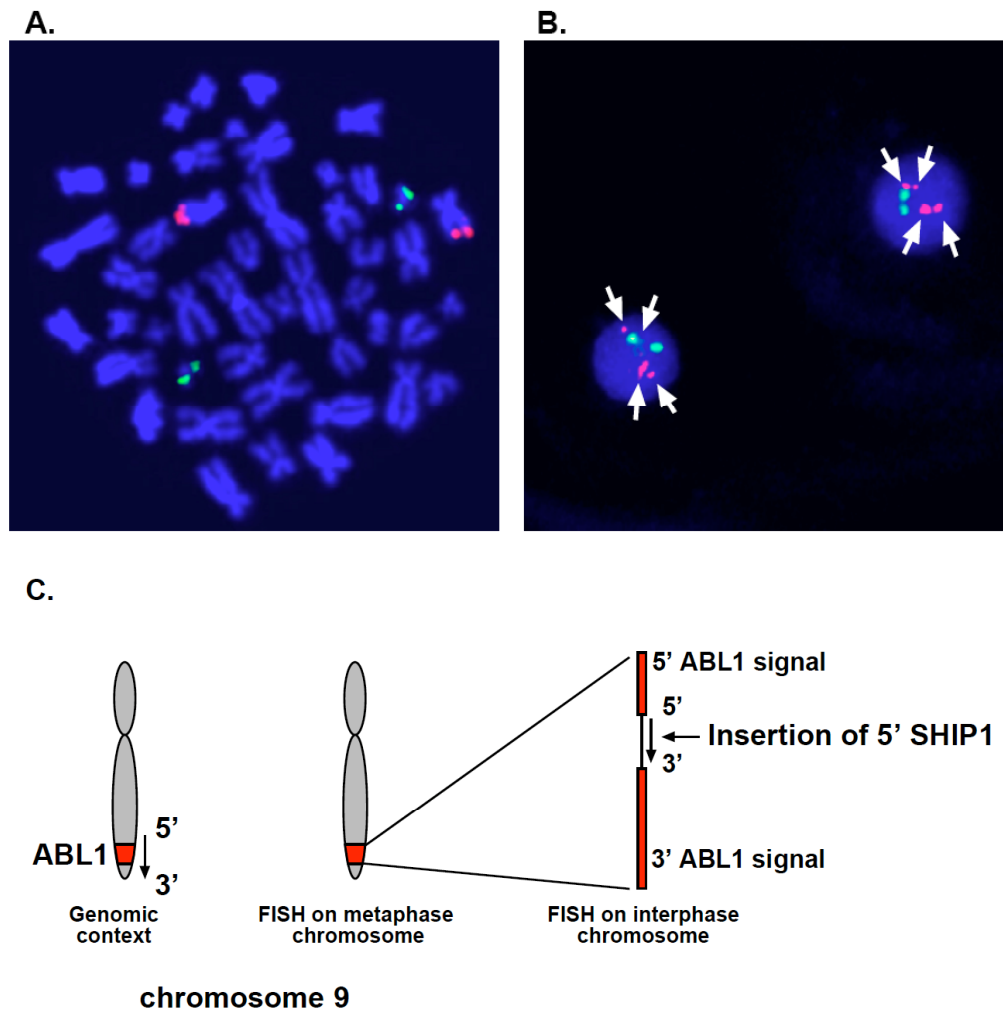 A.
B.
C.
5' ABL1 signal
5'
Insertion of 5' SHIP1
3'
5'
ABL1
3'
3' ABL1 signal
Genomic
context
FISH on metaphase
chromosome
FISH on interphase
chromosome
chromosome 9